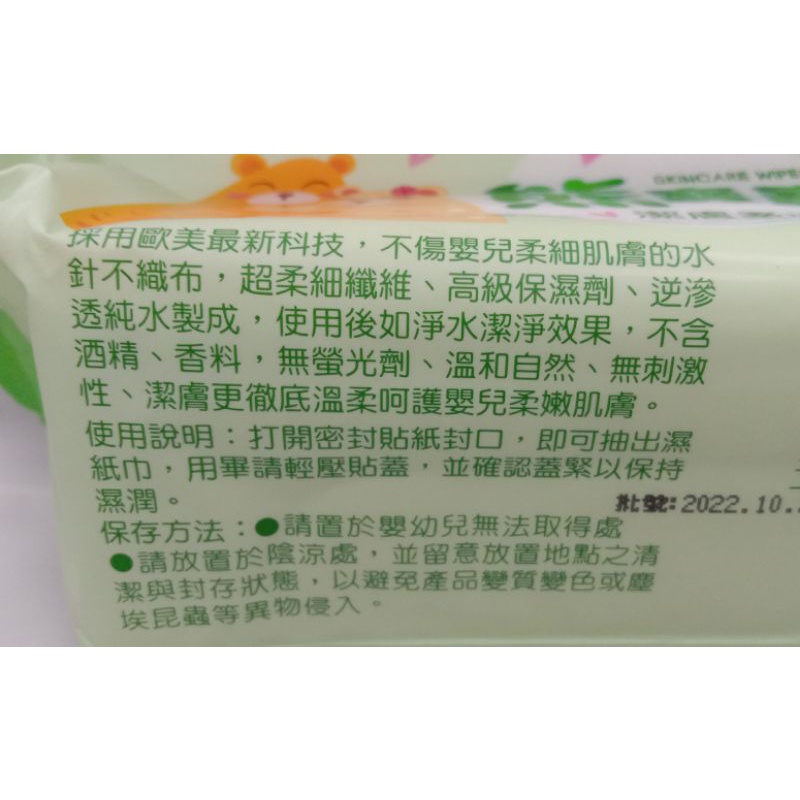 SKINCARE WIPE
採用歐美最新科技，不傷嬰兒柔細肌膚的水
針不織布，超柔細纖維、高級保濕劑、逆滲
透純水製成，使用後如淨水潔淨效果，不含
酒精、香料，無螢光劑、溫和自然、無刺激
性、潔膚更徹底溫柔呵護嬰兒柔嫩肌膚。
使用說明：打開密封貼紙封口，即可抽出濕
紙巾，用畢請輕壓貼蓋，並確認蓋緊以保持
濕潤。
批號:2022.10.
保存方法：●請置於嬰幼兒無法取得處
●請放置於陰涼處，並留意放置地點之清
潔與封存狀態，以避免產品變質變色或塵
埃昆蟲等異物侵入。